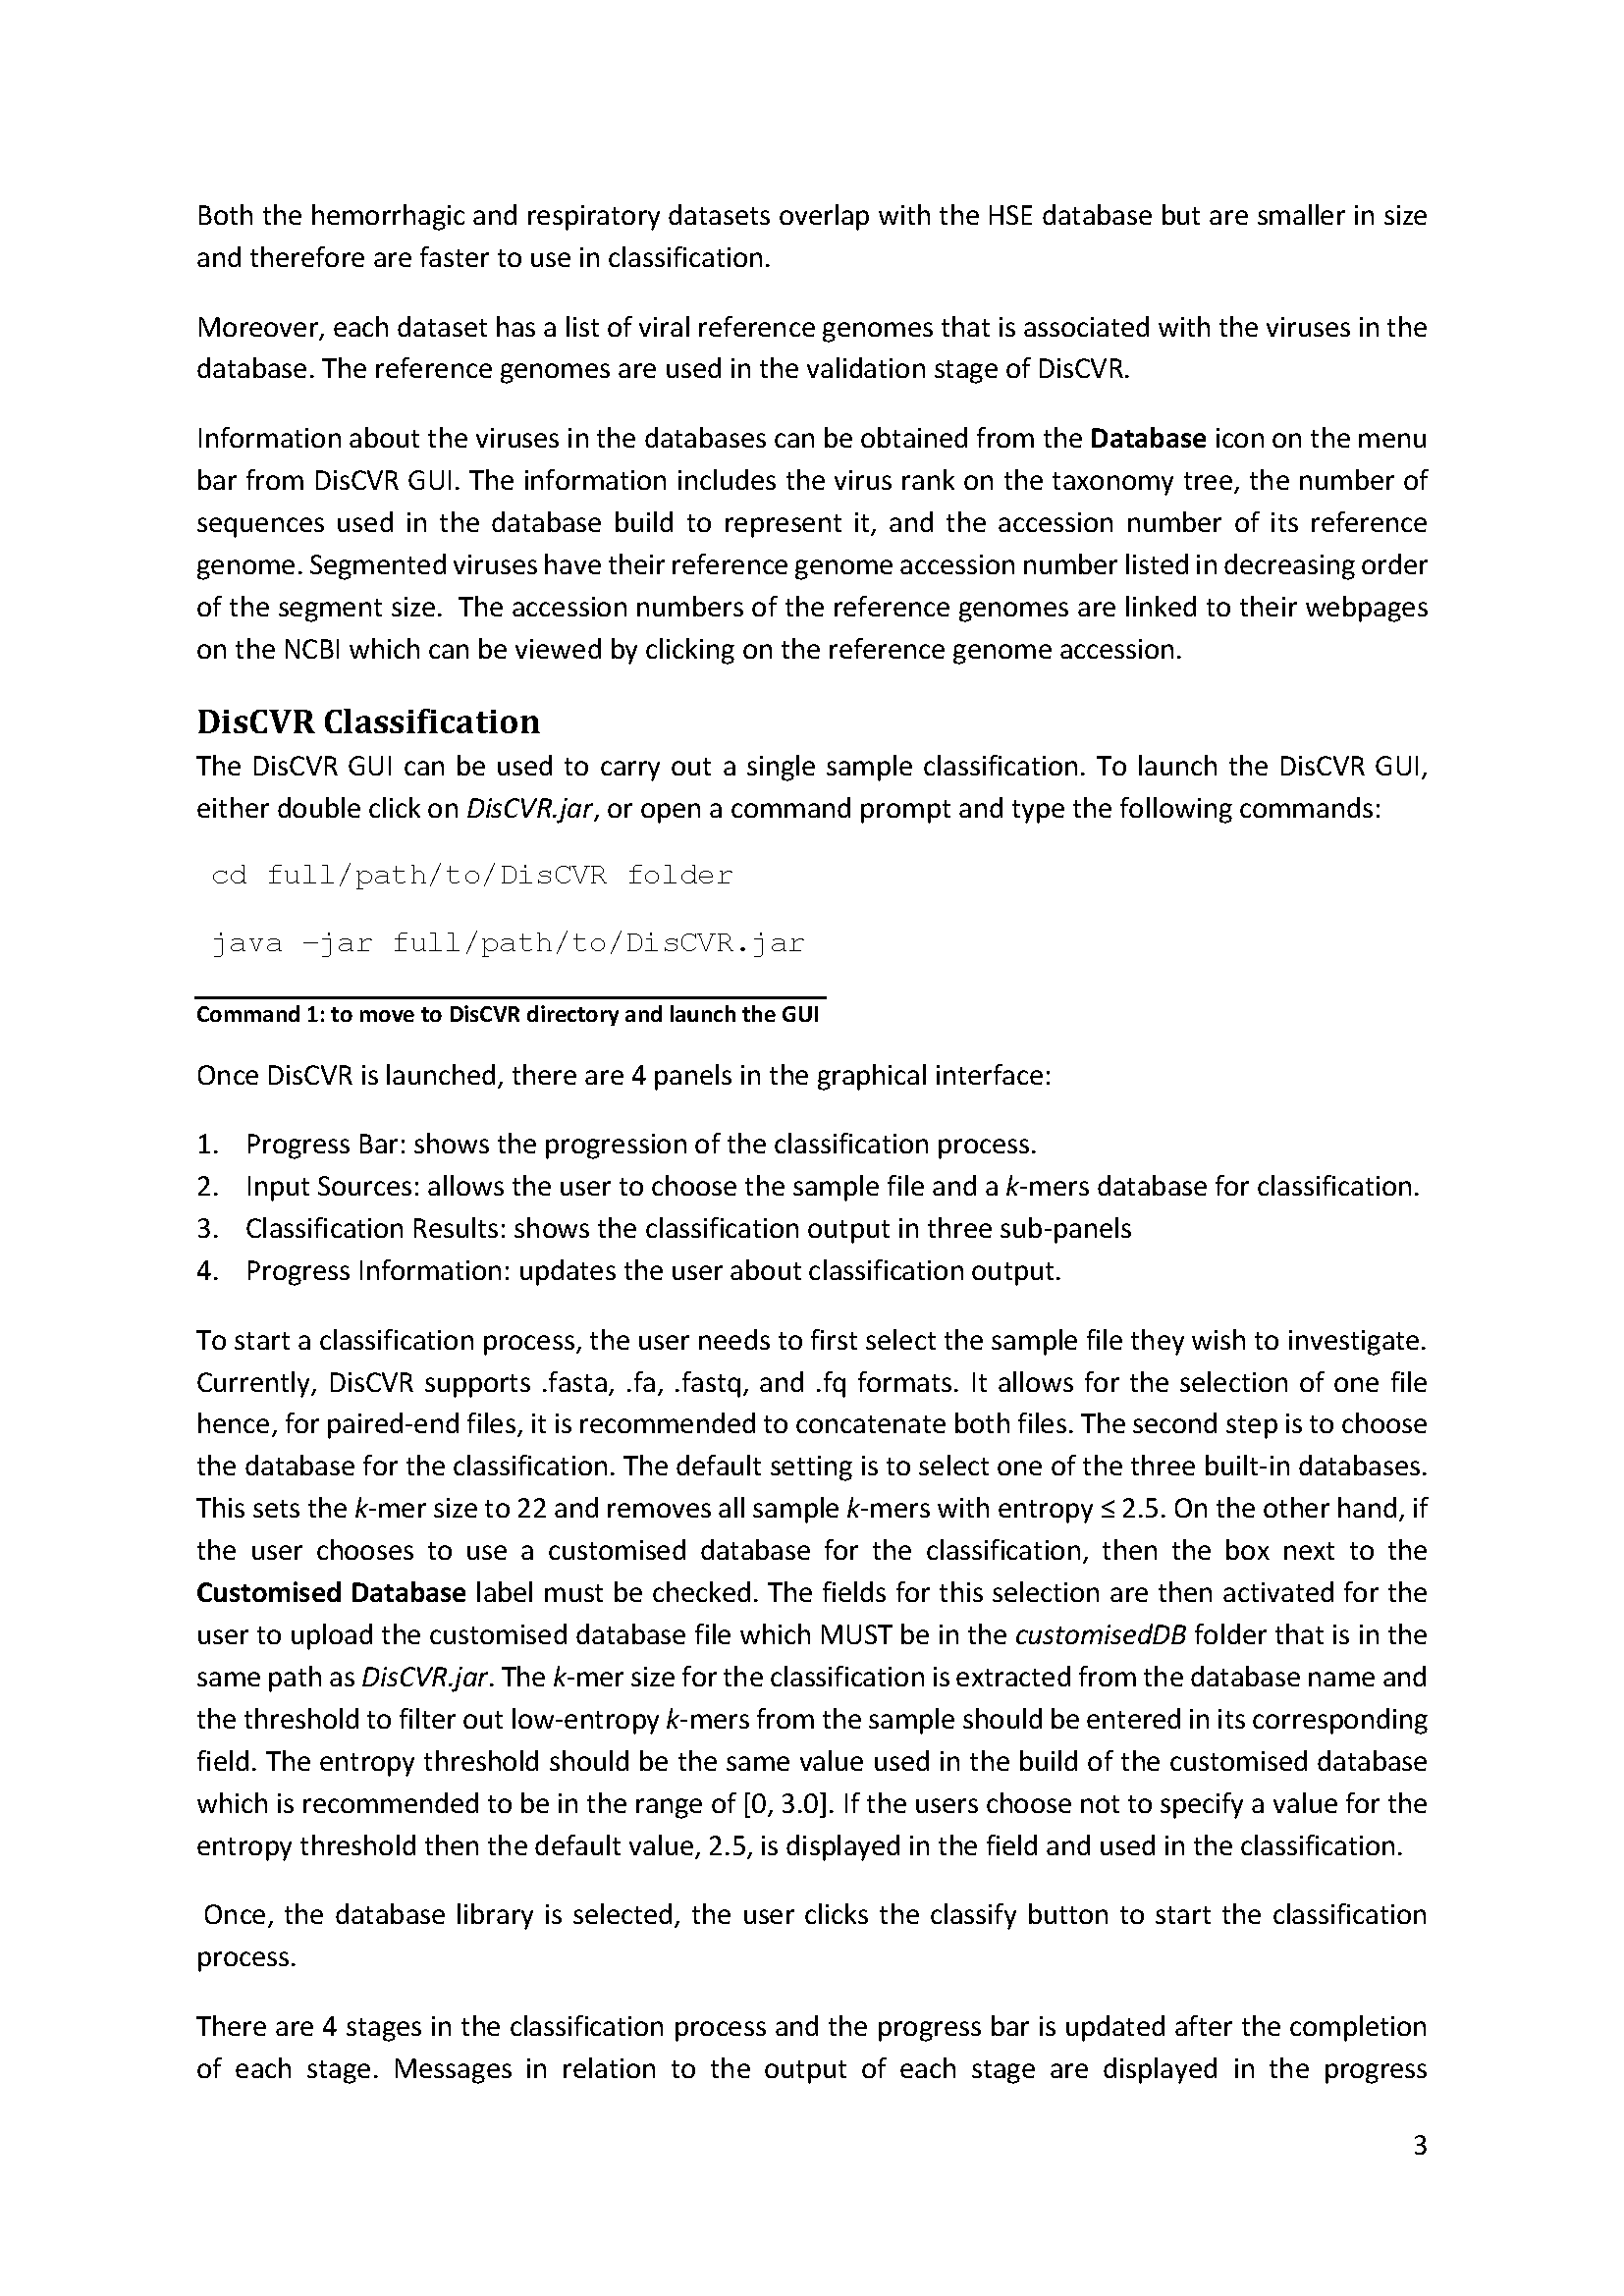 Both the hemorrhagic and respiratory datasets overlap with the HSE database but are smaller in size
and therefore are faster to use in classification.
Moreover, each dataset has a list of viral reference genomes that is associated with the viruses in the
database. The reference genomes are used in the validation stage of DisCVR.
Information about the viruses in the databases can be obtained from the Database icon on the menu
bar from DisCVR GUI. The information includes the virus rank on the taxonomy tree, the number of
sequences used in the database build to represent it, and the accession number of its reference
genome. Segmented viruses have their reference genome accession number listed in decreasing order
of the segment size.  The accession numbers of the reference genomes are linked to their webpages
on the NCBI which can be viewed by clicking on the reference genome accession.
DisCVR Classification
The DisCVR GUI can be used to carry out a single sample classification. To launch the DisCVR GUI,
either double click on DisCVR.jar, or open a command prompt and type the following commands:
cd full/path/to/DisCVR folder
java –jar full/path/to/DisCVR.jar
Command 1: to move to DisCVR directory and launch the GUI
Once DisCVR is launched, there are 4 panels in the graphical interface:
1. Progress Bar: shows the progression of the classification process.
2. Input Sources: allows the user to choose the sample file and a k-mers database for classification.
3. Classification Results: shows the classification output in three sub-panels
4. Progress Information: updates the user about classification output.
To start a classification process, the user needs to first select the sample file they wish to investigate.
Currently, DisCVR supports .fasta, .fa, .fastq, and .fq formats. It allows for the selection of one file
hence, for paired-end files, it is recommended to concatenate both files. The second step is to choose
the database for the classification. The default setting is to select one of the three built-in databases.
This sets the k-mer size to 22 and removes all sample k-mers with entropy ≤ 2.5. On the other hand, if
the user chooses to use a customised database for the classification, then the box next to the
Customised Database label must be checked. The fields for this selection are then activated for the
user to upload the customised database file which MUST be in the customisedDB folder that is in the
same path as DisCVR.jar. The k-mer size for the classification is extracted from the database name and
the threshold to filter out low-entropy k-mers from the sample should be entered in its corresponding
field. The entropy threshold should be the same value used in the build of the customised database
which is recommended to be in the range of [0, 3.0]. If the users choose not to specify a value for the
entropy threshold then the default value, 2.5, is displayed in the field and used in the classification.
Once, the database library is selected, the user clicks the classify button to start the classification
process.
There are 4 stages in the classification process and the progress bar is updated after the completion
of each stage. Messages in relation to the output of each stage are displayed in the progress
3